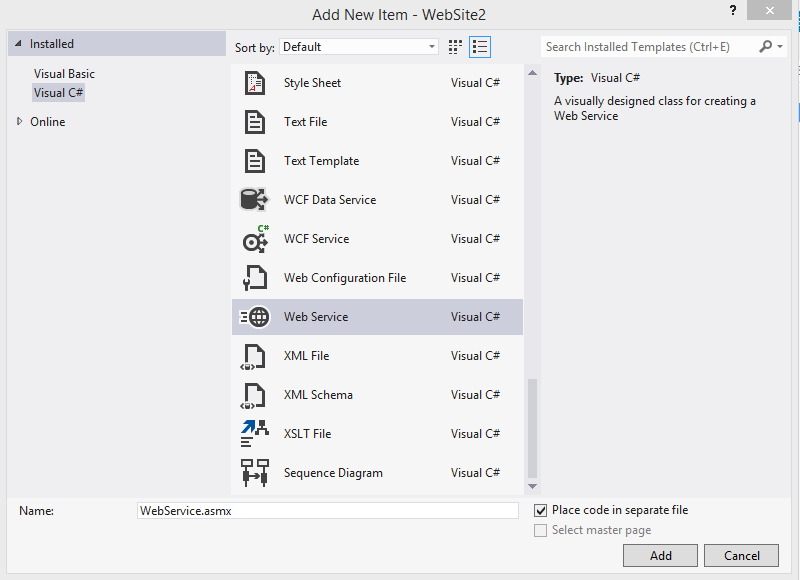 Add New Item - WebSite2
?
Installed
Sort by: Default
Search Installed Templates (Ctrl+E)
Visual Basic
Visual C#
Online
Style Sheet Visual C#
Text File Visual C#
Text Template Visual C#
WCF Data Service Visual C#
C#
WCF Service Visual C#
Web Configuration File Visual C#
Web Service Visual C#
XML File Visual C#
XML Schema Visual C#
XSLT File Visual C#
Sequence Diagram Visual C#
Type: Visual C#
A visually designed class for creating a
Web Service
Name: WebService.asmx
Place code in separate file
Select master page
Add Cancel